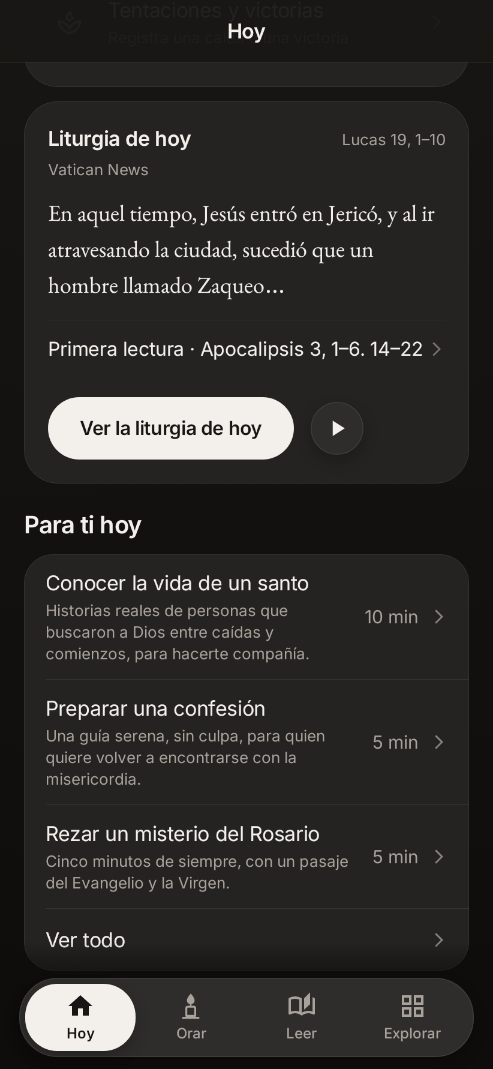 Tentaciones y victorias
Hoy
Liturgia de hoy
Lucas 19, 1–10
Vatican News
En aquel tiempo, Jesús entró en Jericó, y al ir
atravesando la ciudad, sucedió que un
hombre llamado Zaqueo…
Primera lectura · Apocalipsis 3, 1–6. 14–22
Ver la liturgia de hoy
Para ti hoy
Conocer la vida de un santo
Historias reales de personas que
buscaron a Dios entre caídas y
comienzos, para hacerte compañía.
10 min
Preparar una confesión
Una guía serena, sin culpa, para quien
quiere volver a encontrarse con la
misericordia.
5 min
Rezar un misterio del Rosario
Cinco minutos de siempre, con un pasaje
del Evangelio y la Virgen.
5 min
Ver todo
Hoy
Orar
Leer
Explorar